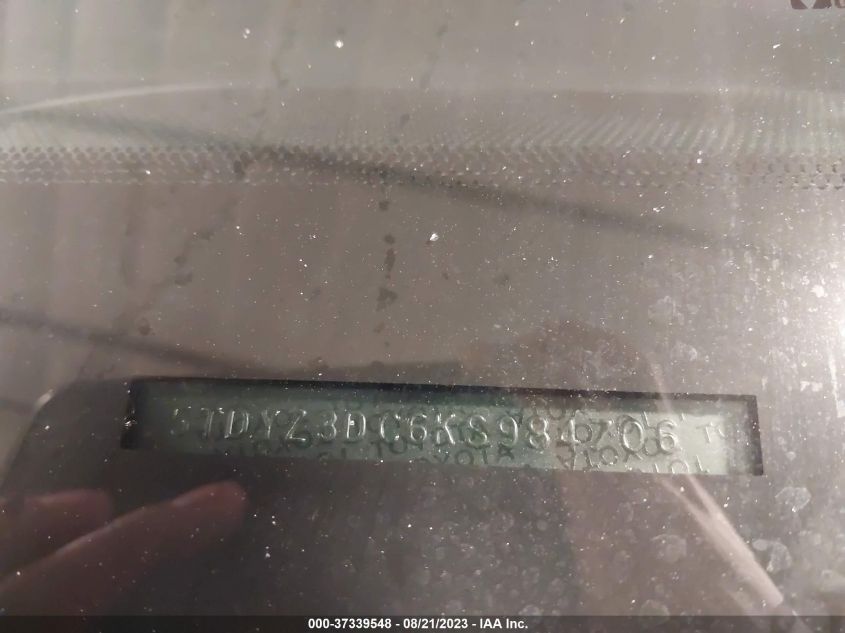 5TDYZ3DC6KS984706
000-37339548 - 08/21/2023 - IAA Inc.